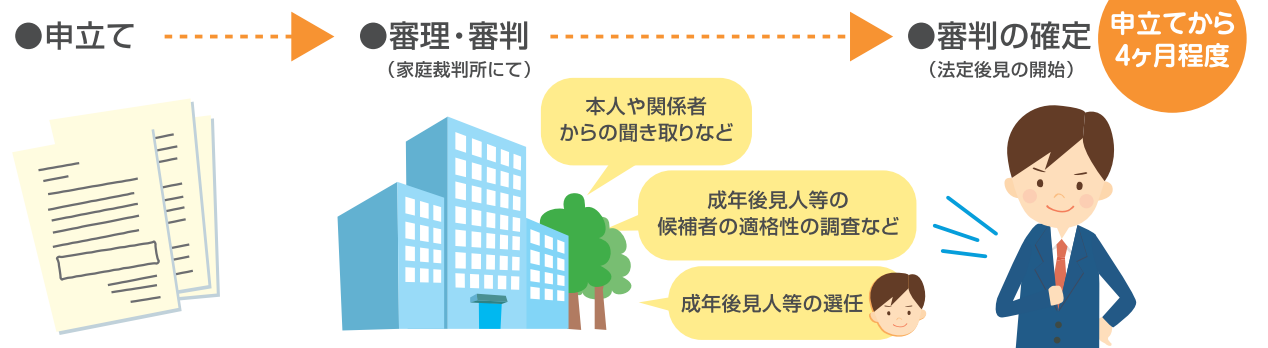 ●申立て
●審理・審判
（家庭裁判所にて）
●審判の確定
（法定後見の開始）
申立てから
4ヶ月程度
本人や関係者
からの聞き取りなど
成年後見人等の
候補者の適格性の調査など
成年後見人等の選任